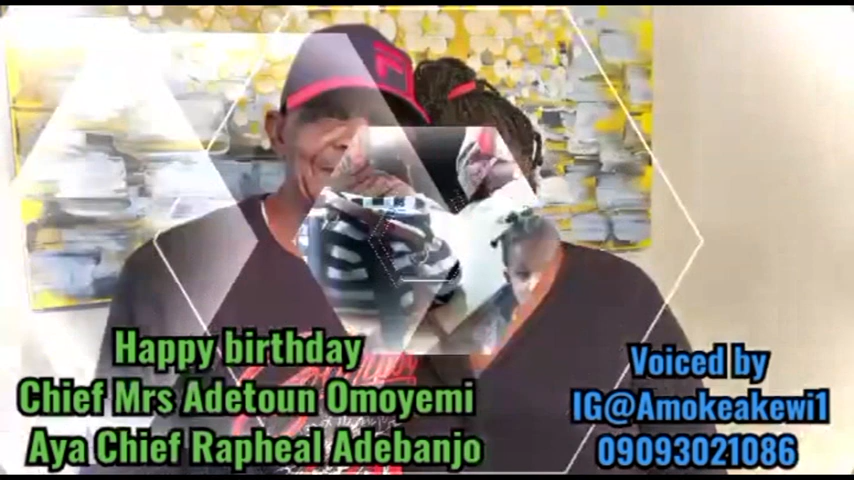 Happy birthday
Chief Mrs Adetoun Omoyemi
Aya Chief Rapheal Adebanjo
Voiced by
IG@Amokeakewi1
09093021086